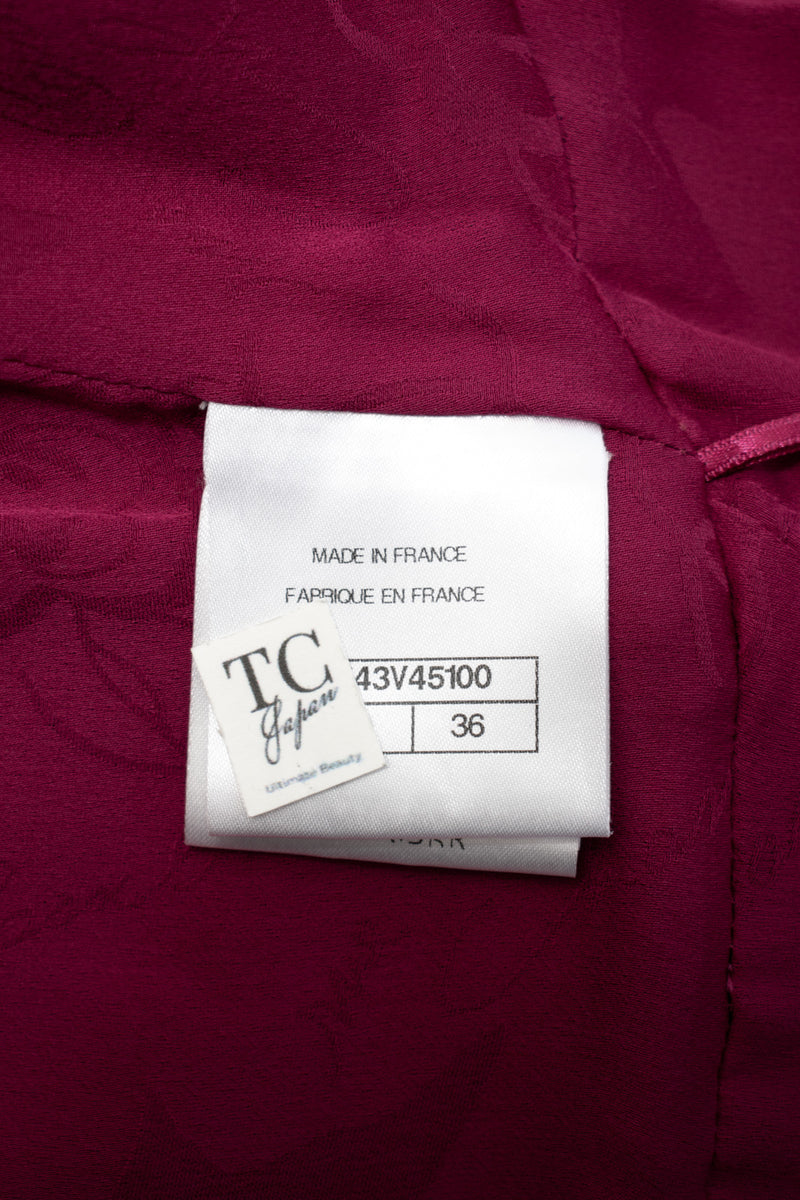 MADE IN FRANCE
FABRIQUE EN FRANCE
43V45100
36
TC
Japan
Ultimate Beauty